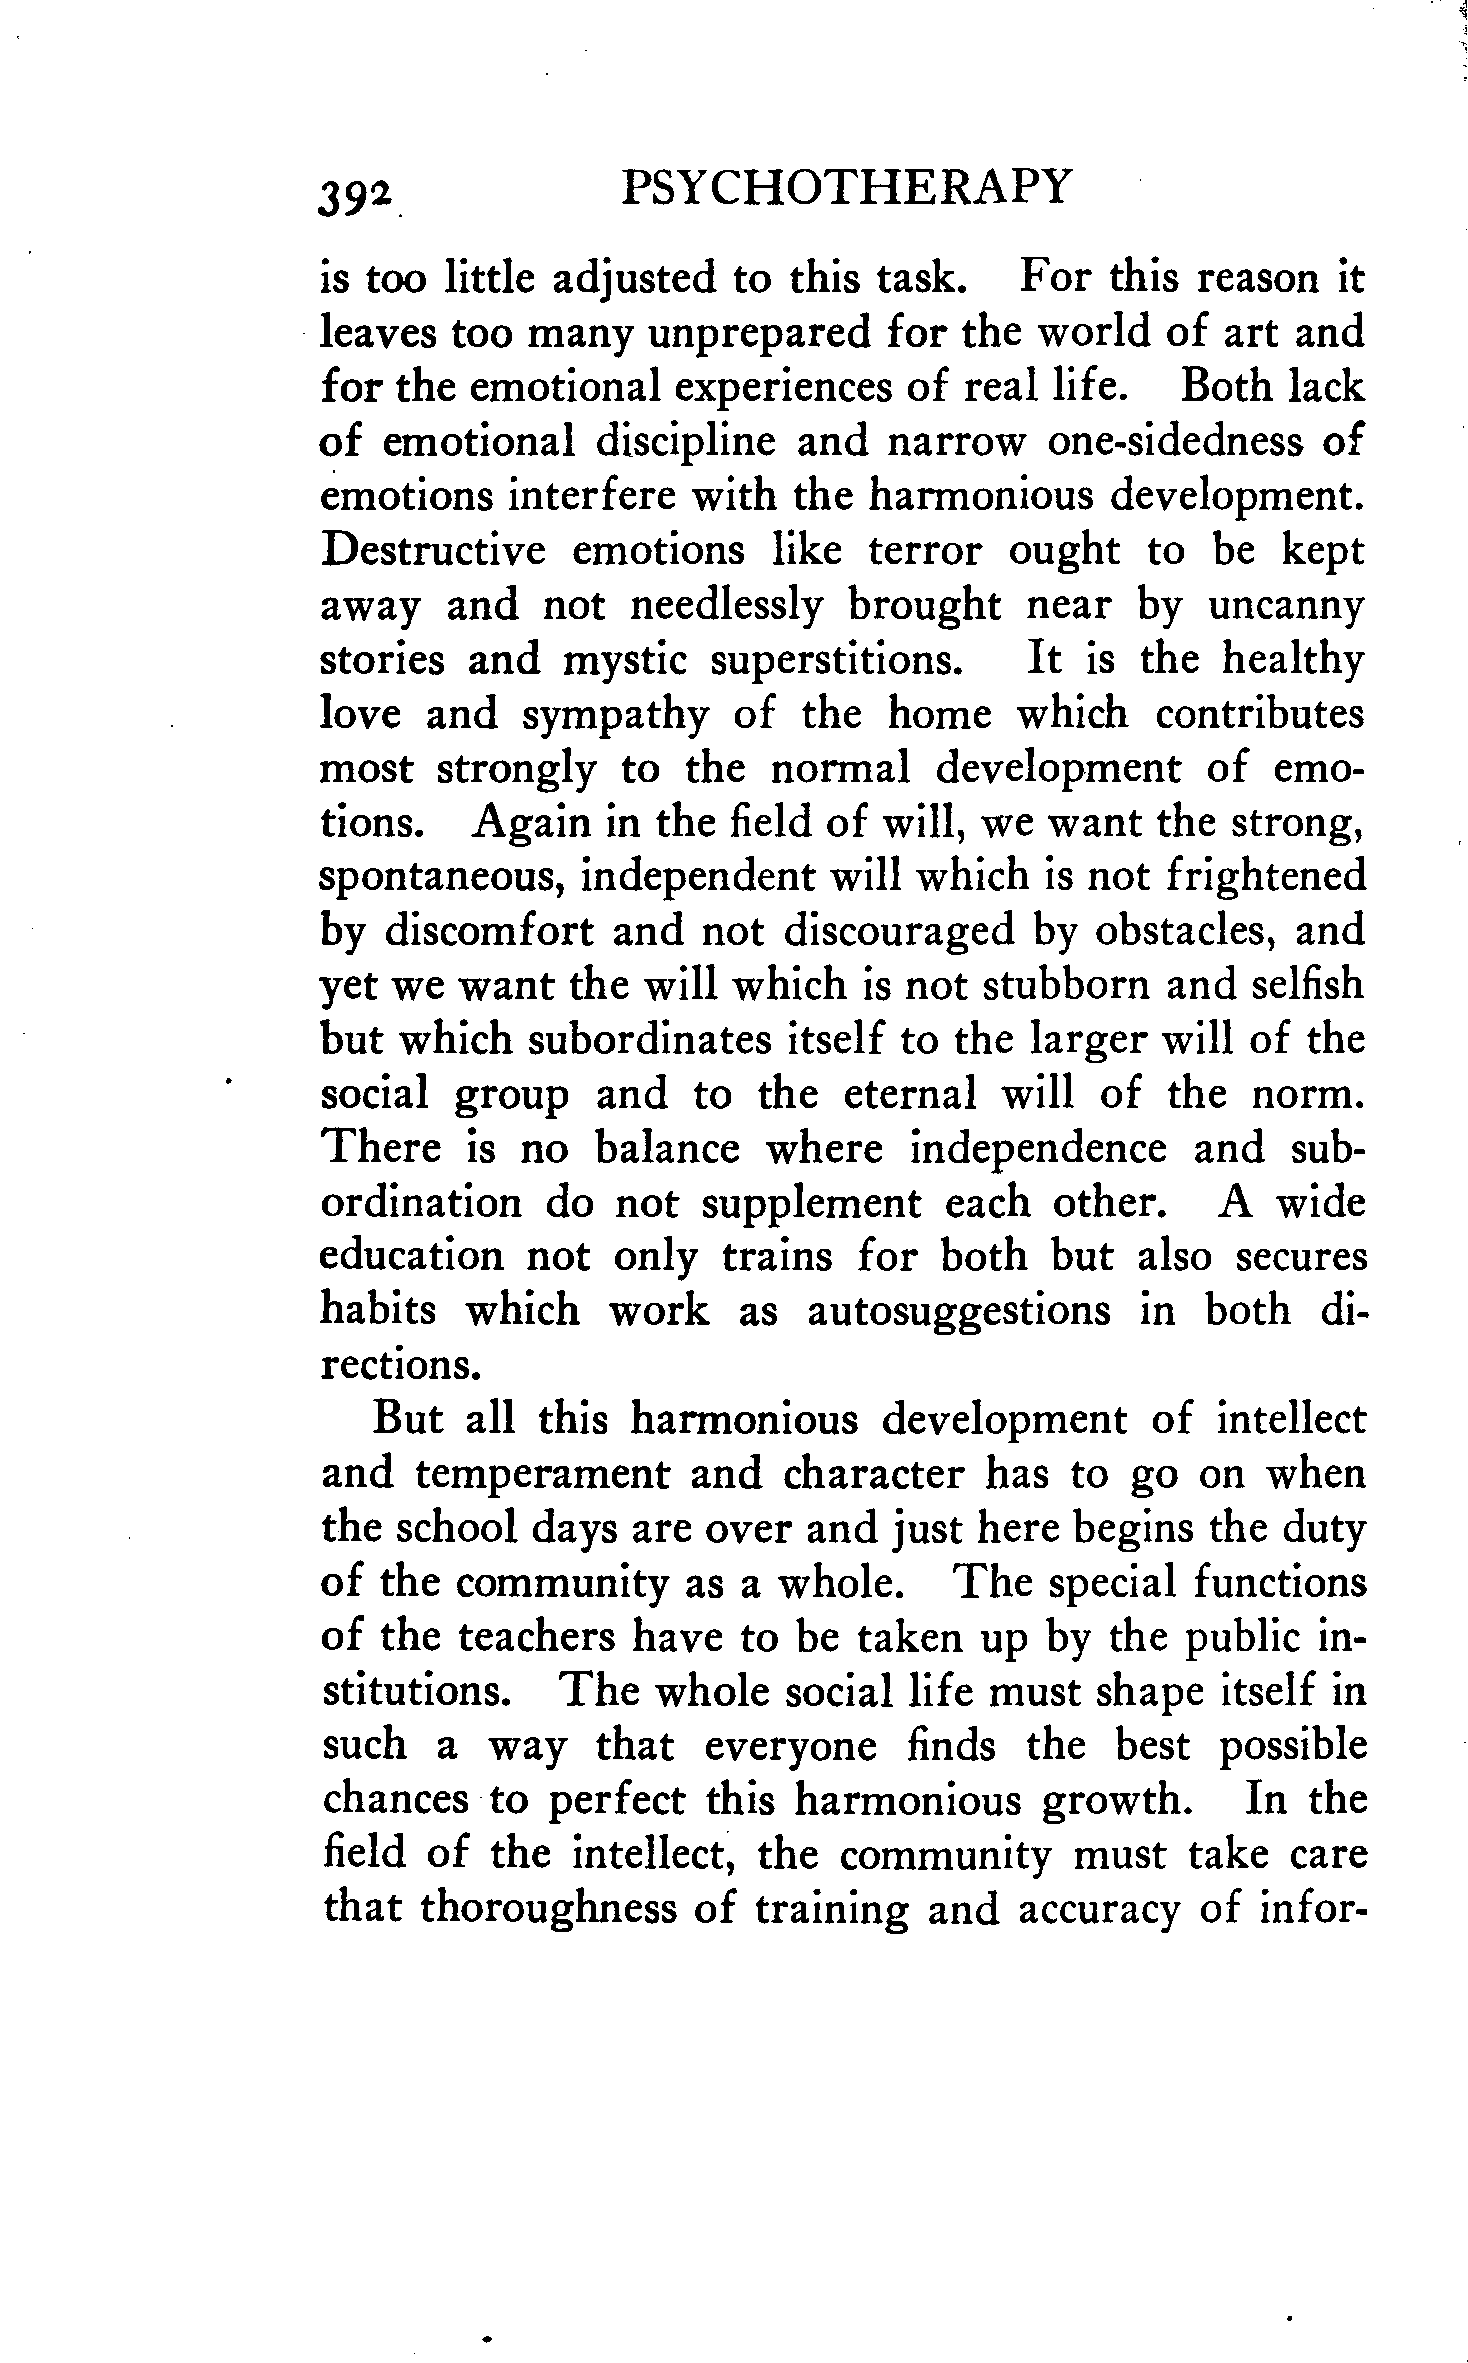 392 PSYCHOTHERAPY
is too little adjusted to this task. For this reason it
leaves too many unprepared for the world of art and
for the emotional experiences of real life. Both lack
of emotional discipline and narrow one-sidedness of
emotions interfere with the harmonious development.
Destructive emotions like terror ought to be kept
away and not needlessly brought near by uncanny
stories and mystic superstitions. It is the healthy
love and sympathy of the home which contributes
most strongly to the normal development of emo-
tions. Again in the field of will, we want the strong,
spontaneous, independent will which is not frightened
by discomfort and not discouraged by obstacles, and
yet we want the will which is not stubborn and selfish
but which subordinates itself to the larger will of the
social group and to the eternal will of the norm.
There is no balance where independence and sub-
ordination do not supplement each other. A wide
education not only trains for both but also secures
habits which work as autosuggestions in both di-
rections.
But all this harmonious development of intellect
and temperament and character has to go on when
the school days are over and just here begins the duty
of the community as a whole. The special functions
of the teachers have to be taken up by the public in-
stitutions. The whole social life must shape itself in
such a way that everyone finds the best possible
chances to perfect this harmonious growth. In the
field of the intellect, the community must take care
that thoroughness of training and accuracy of infor-